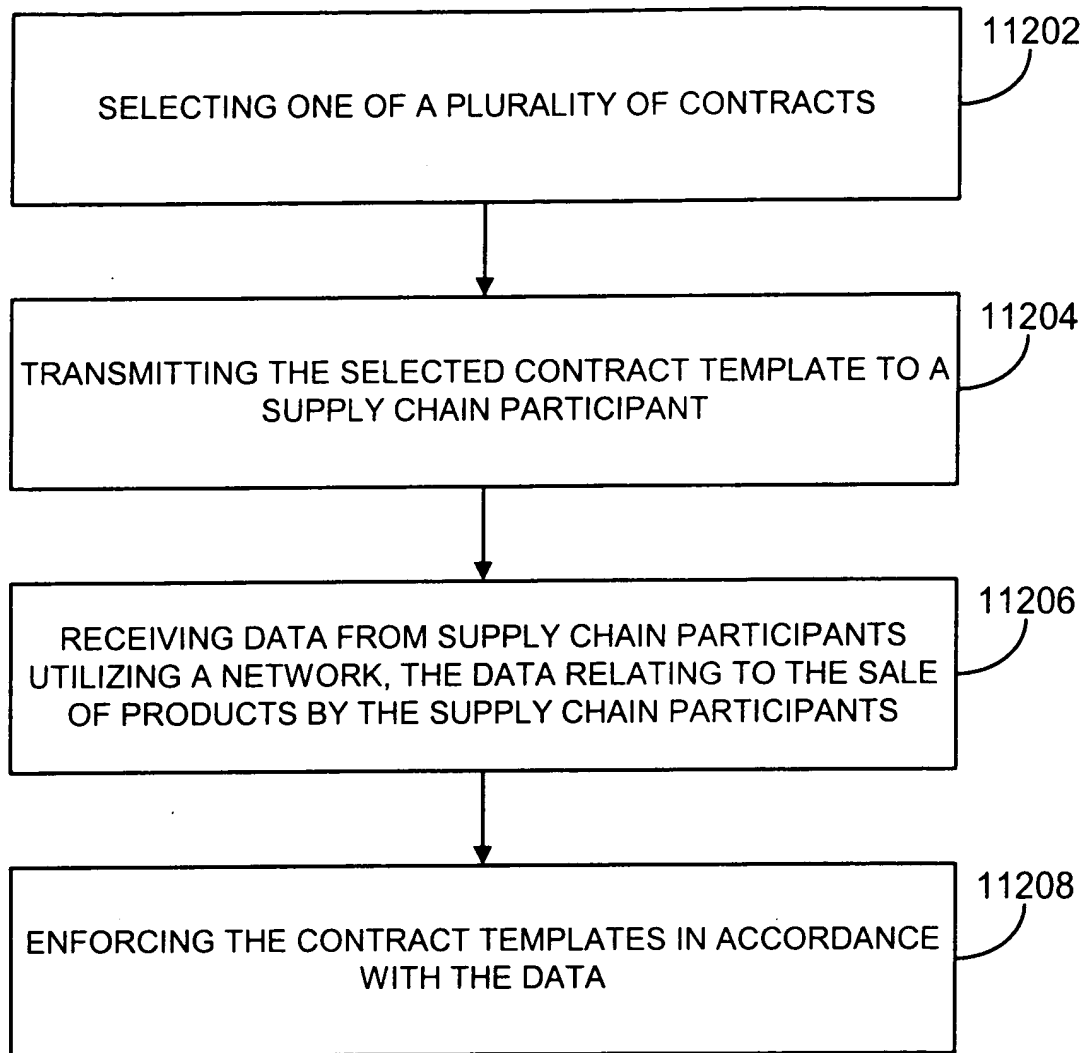 11202
SELECTING ONE OF A PLURALITY OF CONTRACTS
11204
TRANSMITTING THE SELECTED CONTRACT TEMPLATE TO A
SUPPLY CHAIN PARTICIPANT
11206
RECEIVING DATA FROM SUPPLY CHAIN PARTICIPANTS
UTILIZING A NETWORK, THE DATA RELATING TO THE SALE
OF PRODUCTS BY THE SUPPLY CHAIN PARTICIPANTS
11208
ENFORCING THE CONTRACT TEMPLATES IN ACCORDANCE
WITH THE DATA